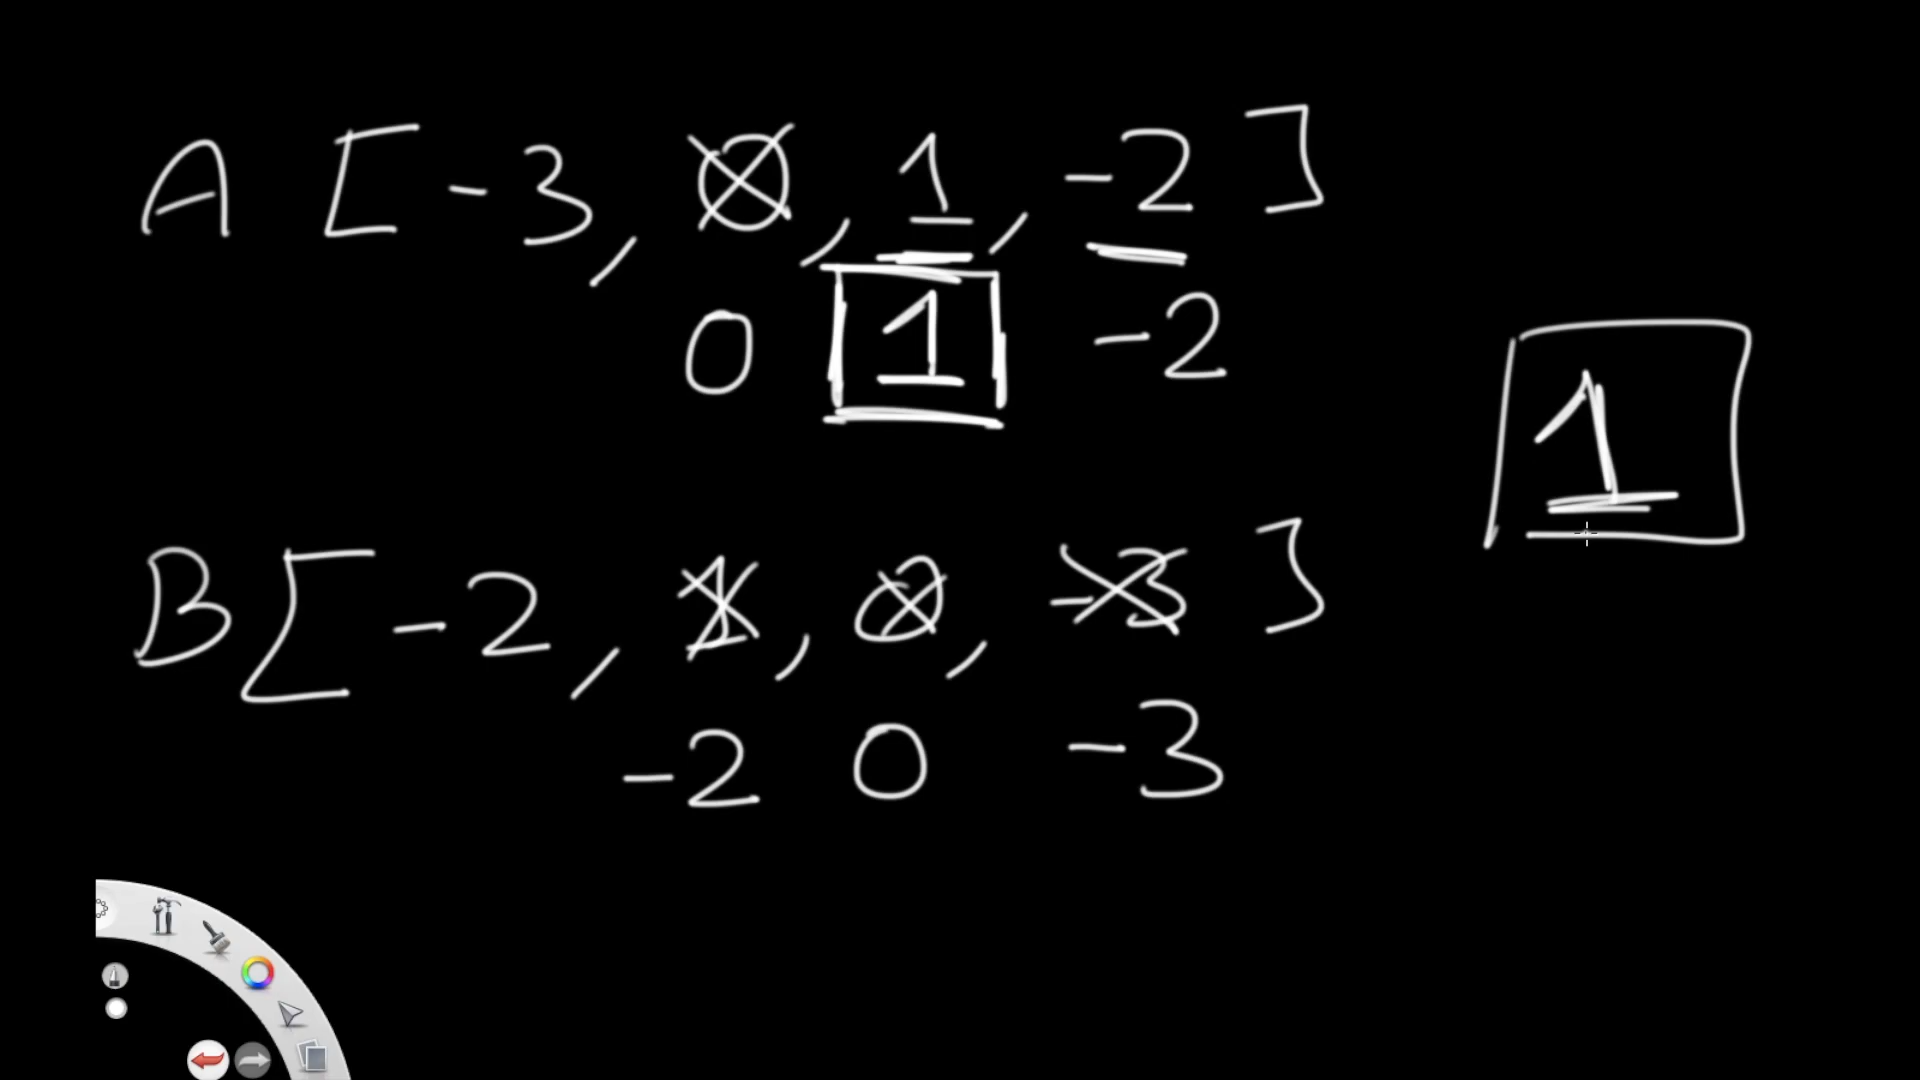 A [ -3, 0, 1, -2 ]
0 1 -2
1
B [ -2, 1, 0, -3 ]
-2 0 -3